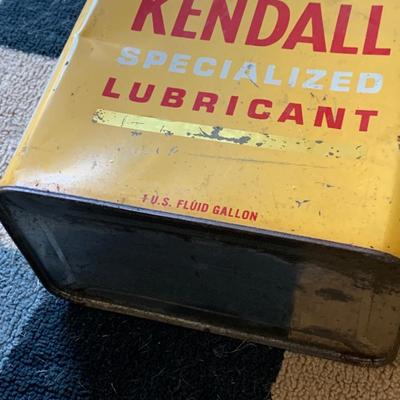 KENDALL
SPECIALIZED
LUBRICANT
1 U.S. FLUID GALLON